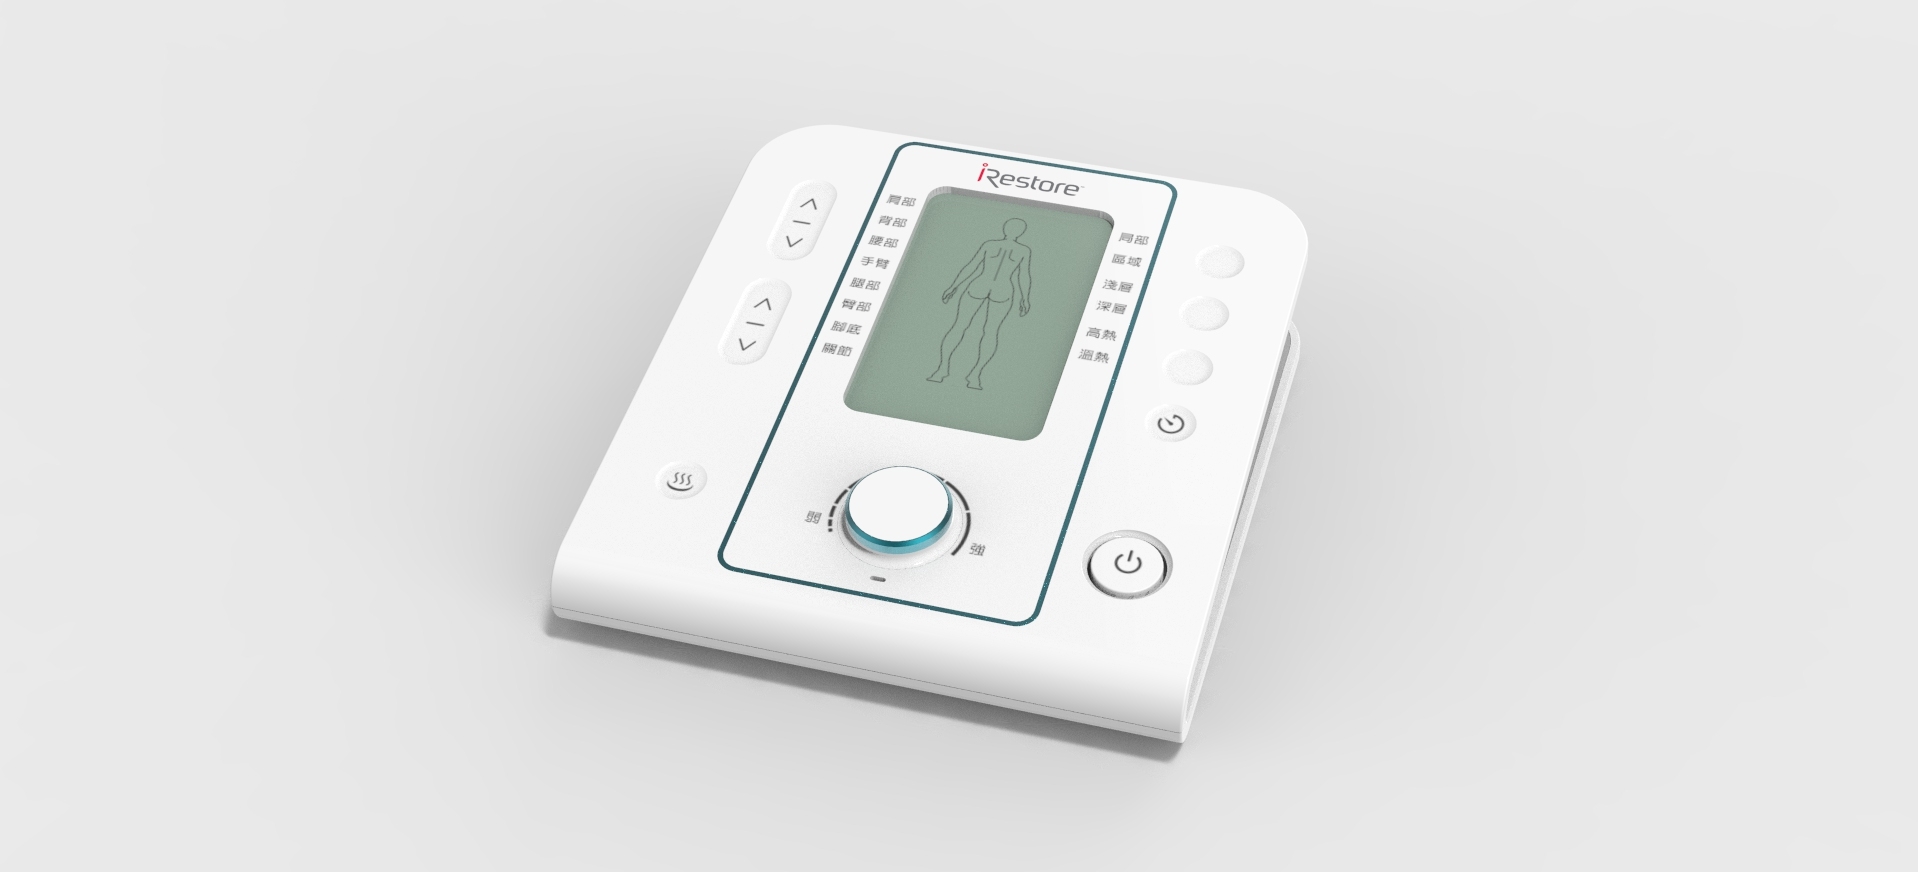 iRestore
肩部
背部
腰部
手臂
腿部
臀部
腳底
關節
局部
區域
淺層
深層
高熱
溫熱
弱
強